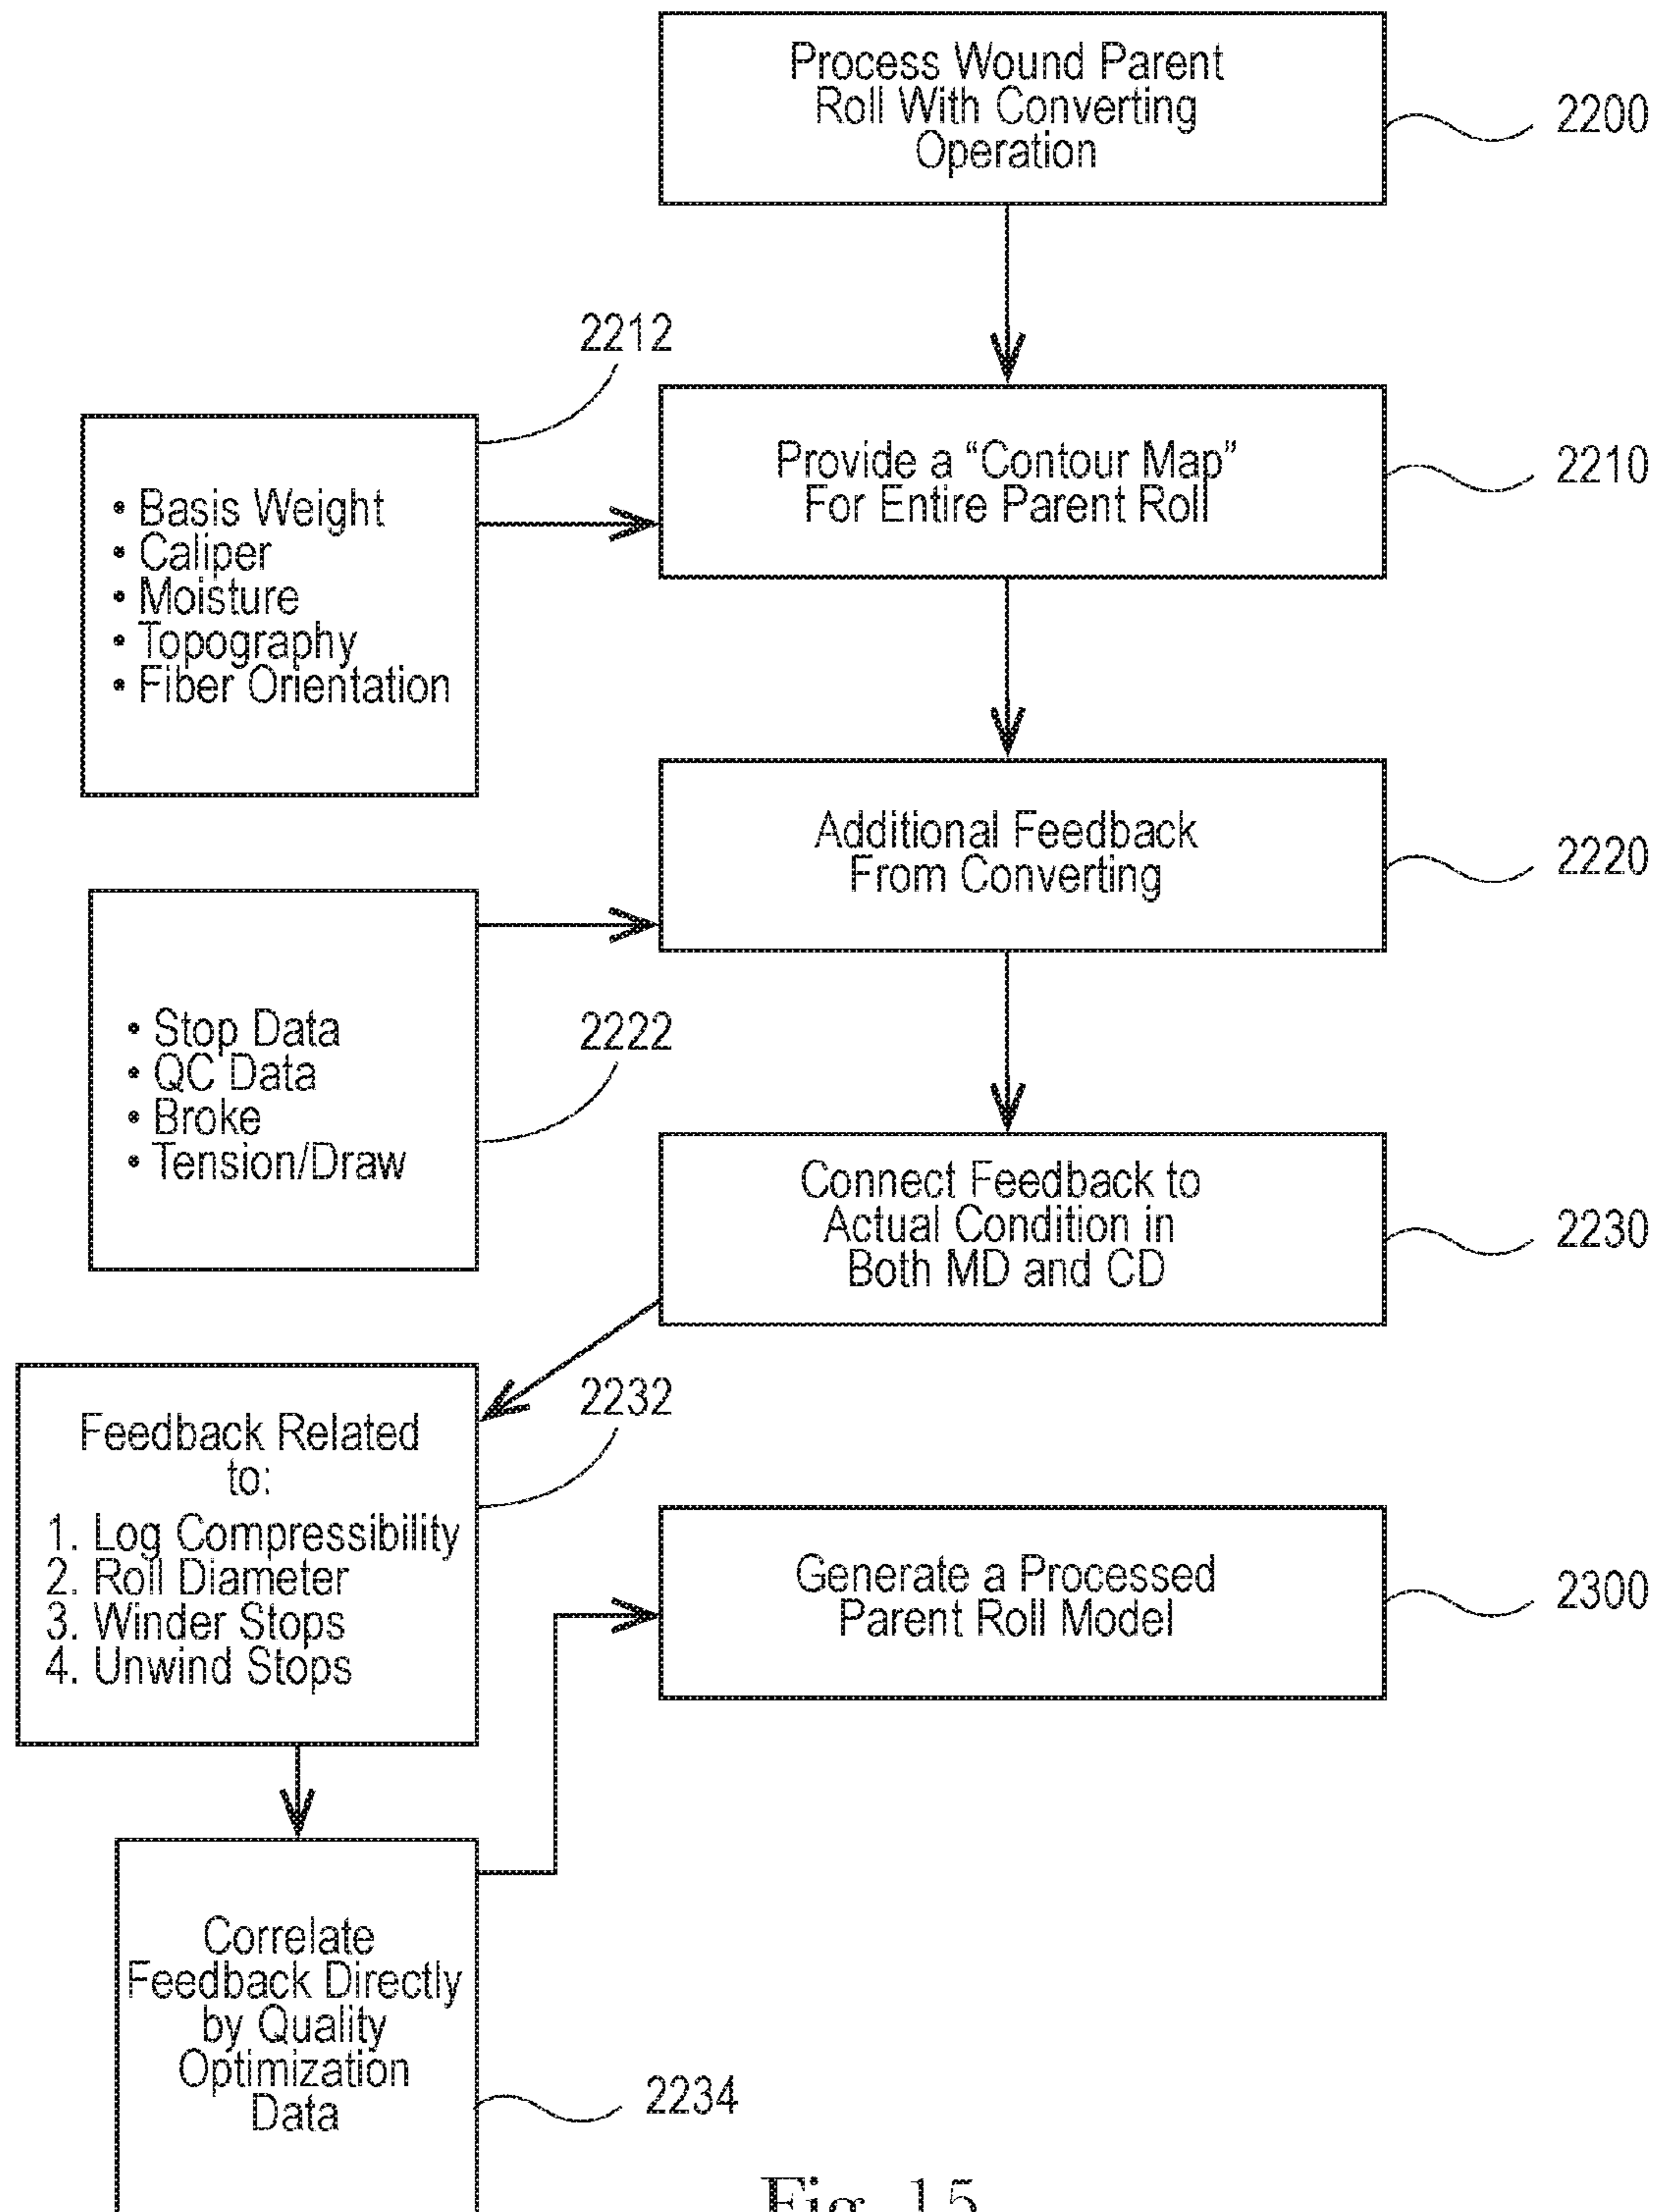 Process Wound Parent
Roll With Converting
Operation
2200
2212
• Basis Weight
• Caliper
• Moisture
• Topography
• Fiber Orientation
Provide a “Contour Map”
For Entire Parent Roll
2210
Additional Feedback
From Converting
2220
• Stop Data
• QC Data
• Broke
• Tension/Draw
2222
Connect Feedback to
Actual Condition in
Both MD and CD
2230
Feedback Related
to:
1. Log Compressibility
2. Roll Diameter
3. Winder Stops
4. Unwind Stops
2232
Generate a Processed
Parent Roll Model
2300
Correlate
Feedback Directly
by Quality
Optimization
Data
2234
Fig. 15